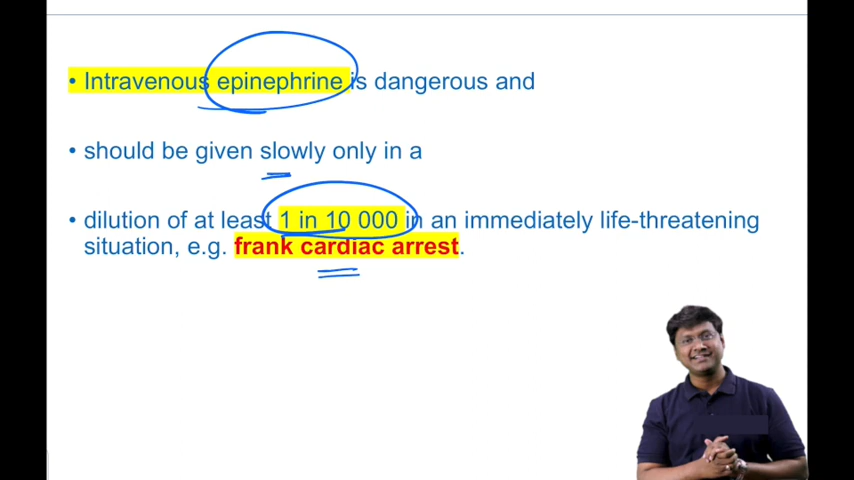 • Intravenous epinephrine is dangerous and
• should be given slowly only in a
• dilution of at least 1 in 10 000 in an immediately life-threatening
situation, e.g. frank cardiac arrest.